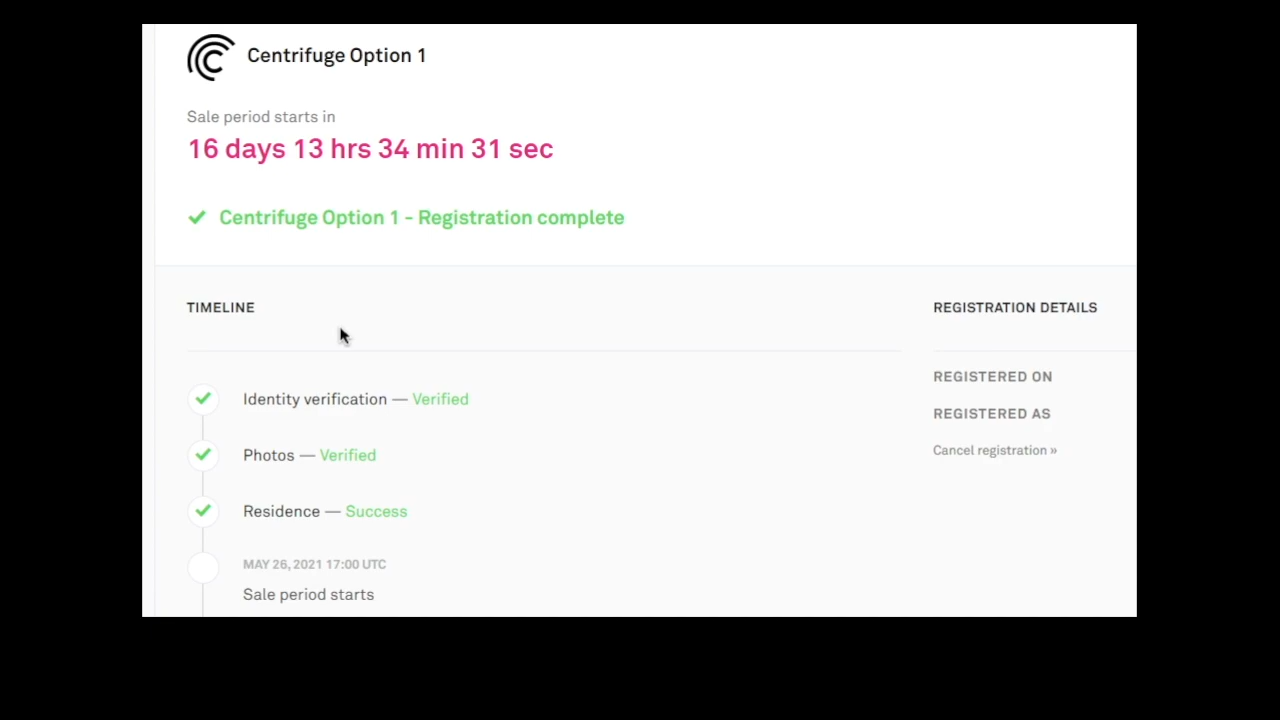 Centrifuge Option 1
Sale period starts in
16 days 13 hrs 34 min 31 sec
Centrifuge Option 1 - Registration complete
TIMELINE
Identity verification — Verified
Photos — Verified
Residence — Success
MAY 26, 2021 17:00 UTC
Sale period starts
REGISTRATION DETAILS
REGISTERED ON
REGISTERED AS
Cancel registration »